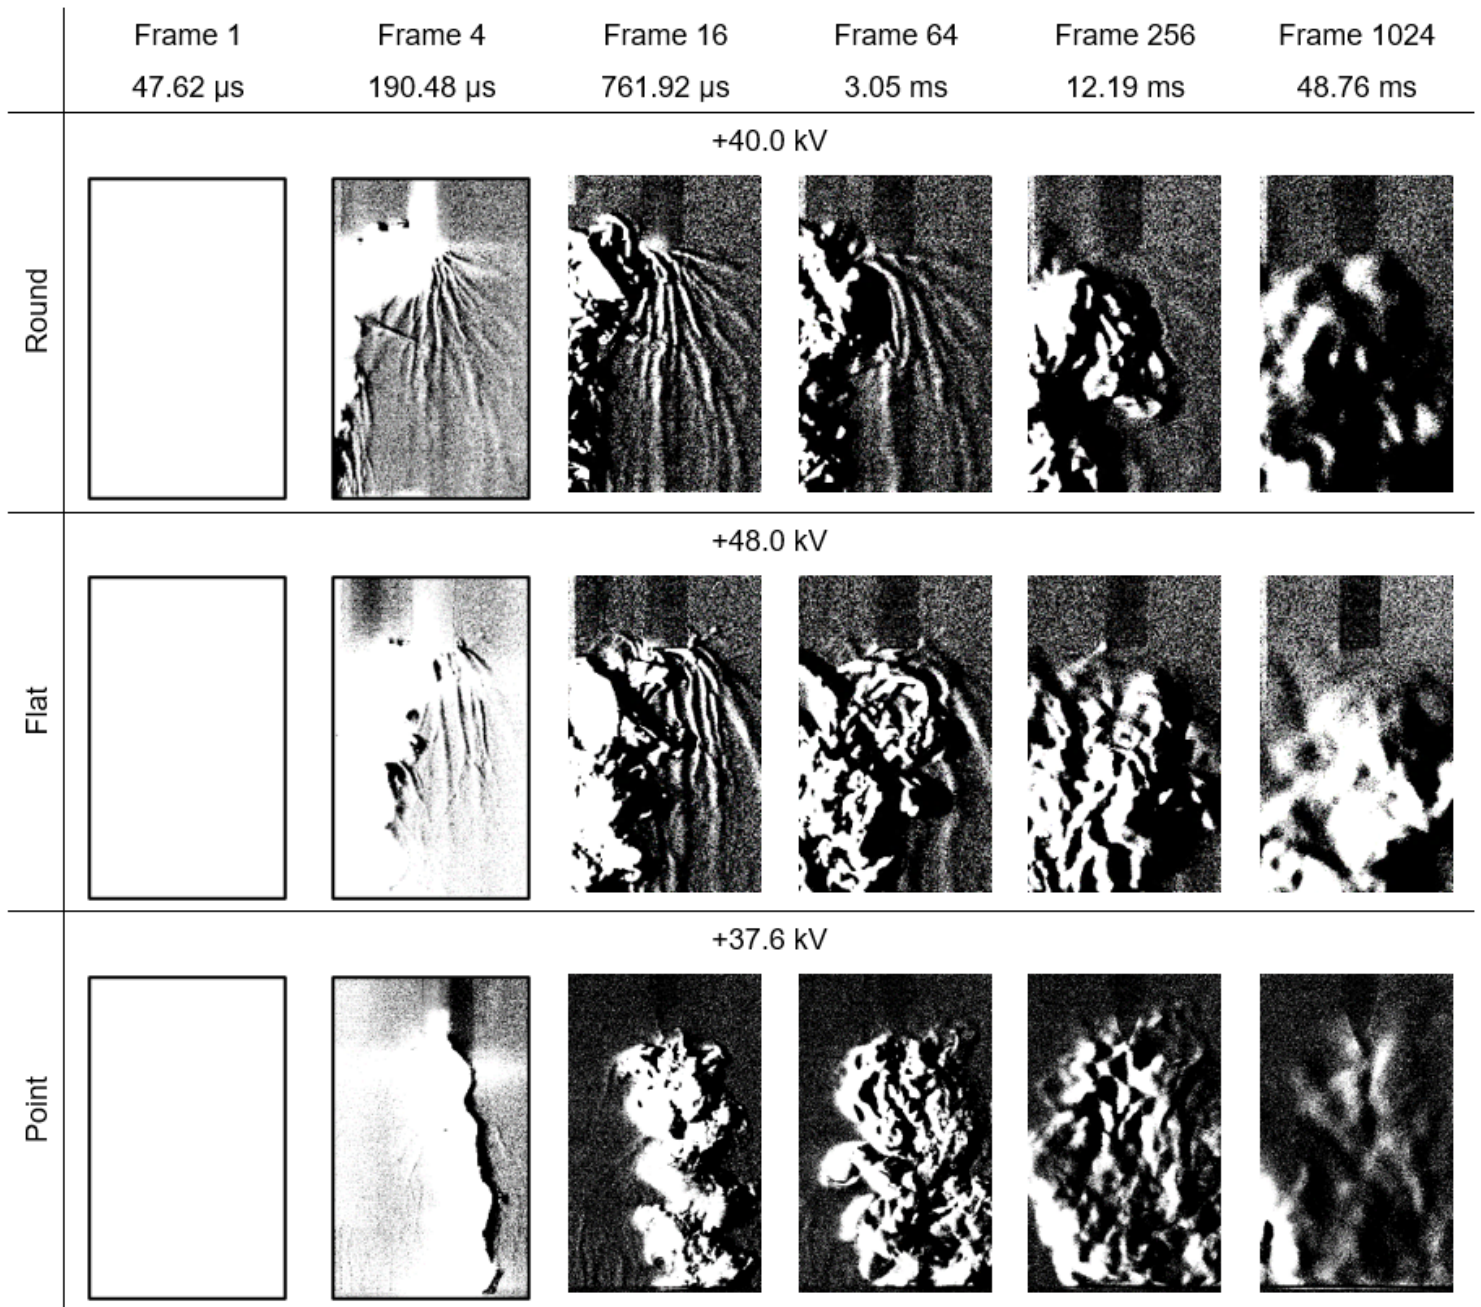 Frame 1 Frame 4 Frame 16 Frame 64 Frame 256 Frame 1024
47.62 µs 190.48 µs 761.92 µs 3.05 ms 12.19 ms 48.76 ms
+40.0 kV
Round
+48.0 kV
Flat
+37.6 kV
Point